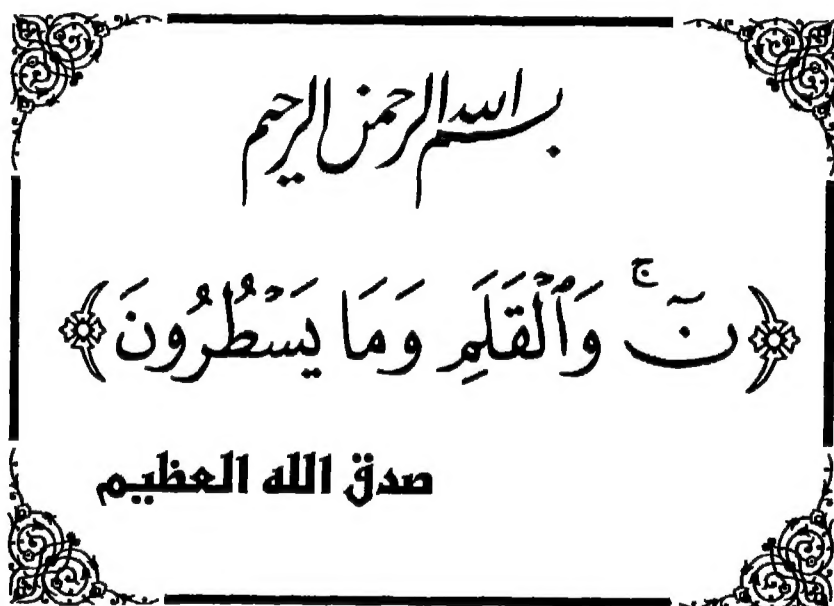 بسم الله الرحمن الرحيم
﴿نٓ ۚ وَٱلْقَلَمِ وَمَا يَسْطُرُونَ﴾
صدق الله العظيم